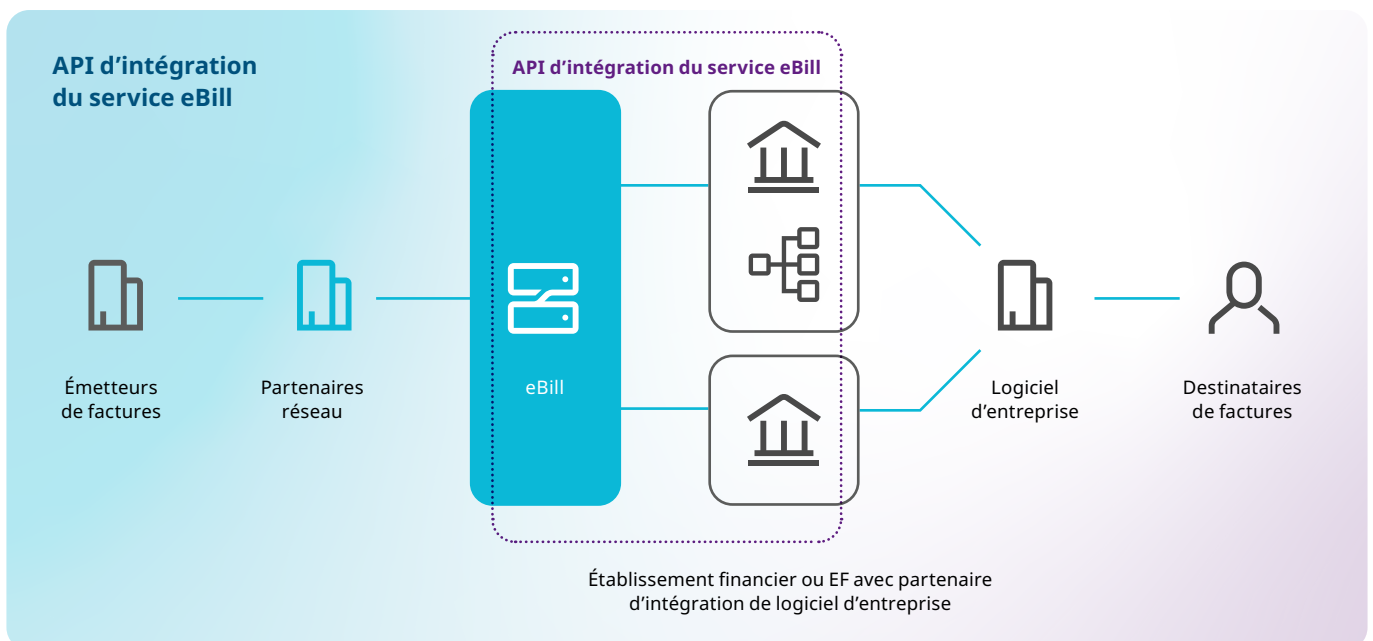 API d’intégration
du service eBill
API d’intégration du service eBill
Émetteurs
de factures
Partenaires
réseau
eBill
Logiciel
d’entreprise
Destinataires
de factures
Établissement financier ou EF avec partenaire
d’intégration de logiciel d’entreprise